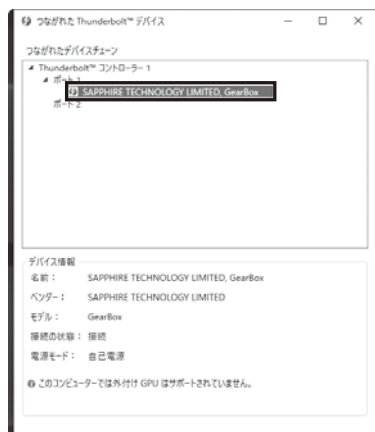 つながれた Thunderbolt™ デバイス
つながれたデバイスチェーン
Thunderbolt™ コントローラー 1
ポート 1
SAPPHIRE TECHNOLOGY LIMITED, GearBox
ポート 2
デバイス情報
名前： SAPPHIRE TECHNOLOGY LIMITED, GearBox
ベンダー： SAPPHIRE TECHNOLOGY LIMITED
モデル： GearBox
接続の状態： 接続
電源モード： 自己電源
このコンピューターでは外付け GPU はサポートされていません。